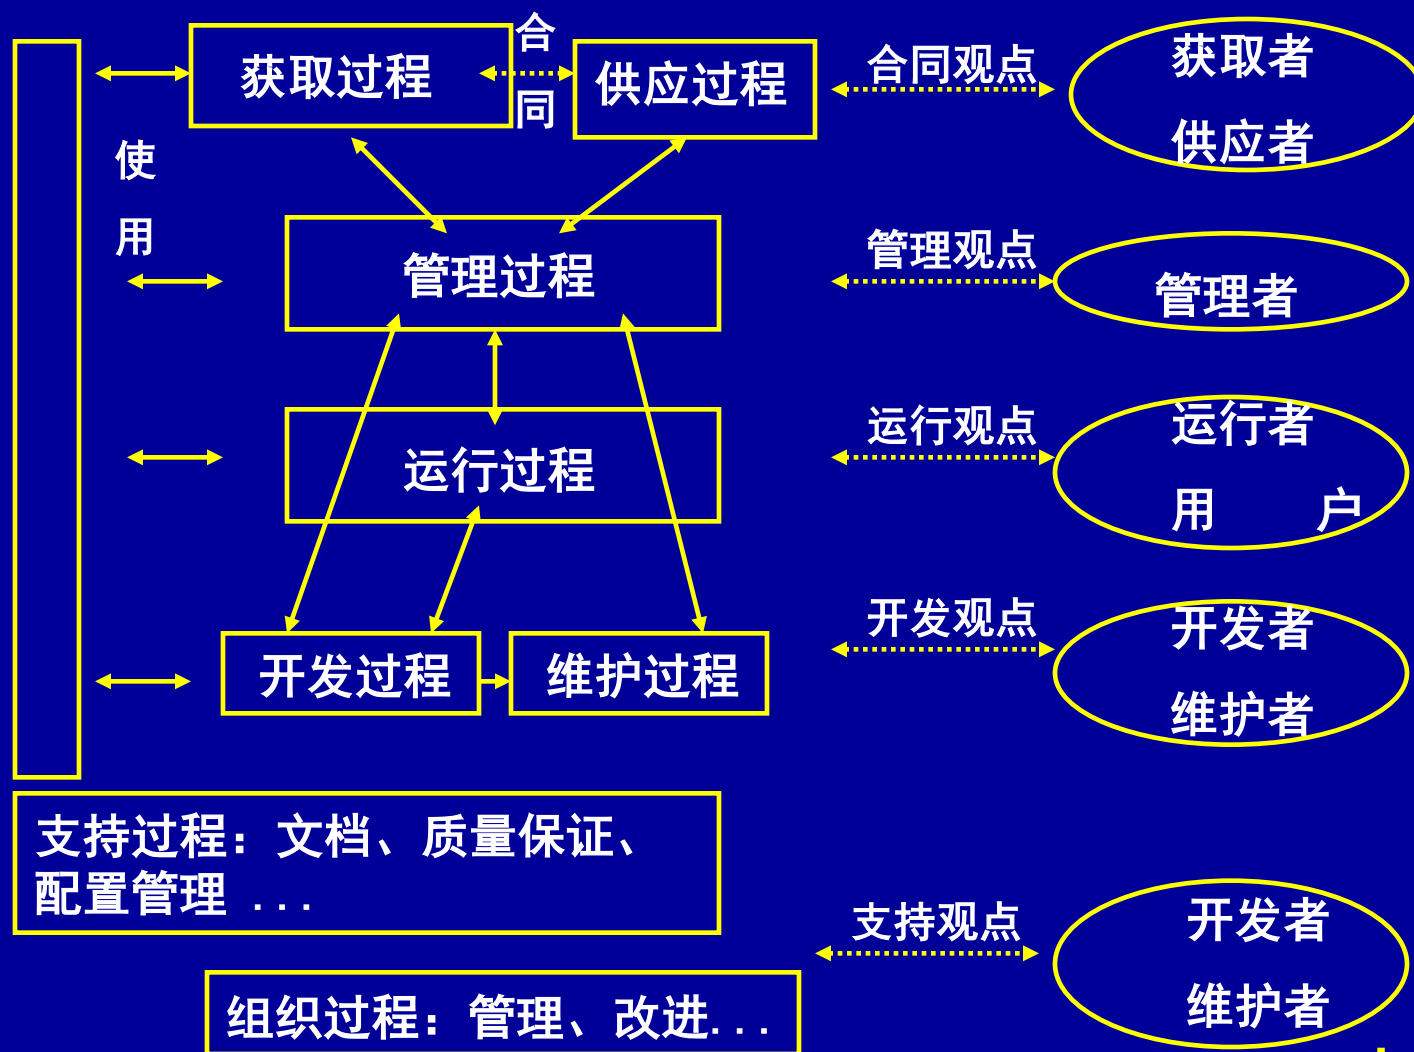 获取过程
合
同
供应过程
合同观点
获取者
供应者
使
用
管理过程
管理观点
管理者
运行过程
运行观点
运行者
用 户
开发过程
维护过程
开发观点
开发者
维护者
支持过程：文档、质量保证、
配置管理 ...
支持观点
开发者
维护者
组织过程：管理、改进...